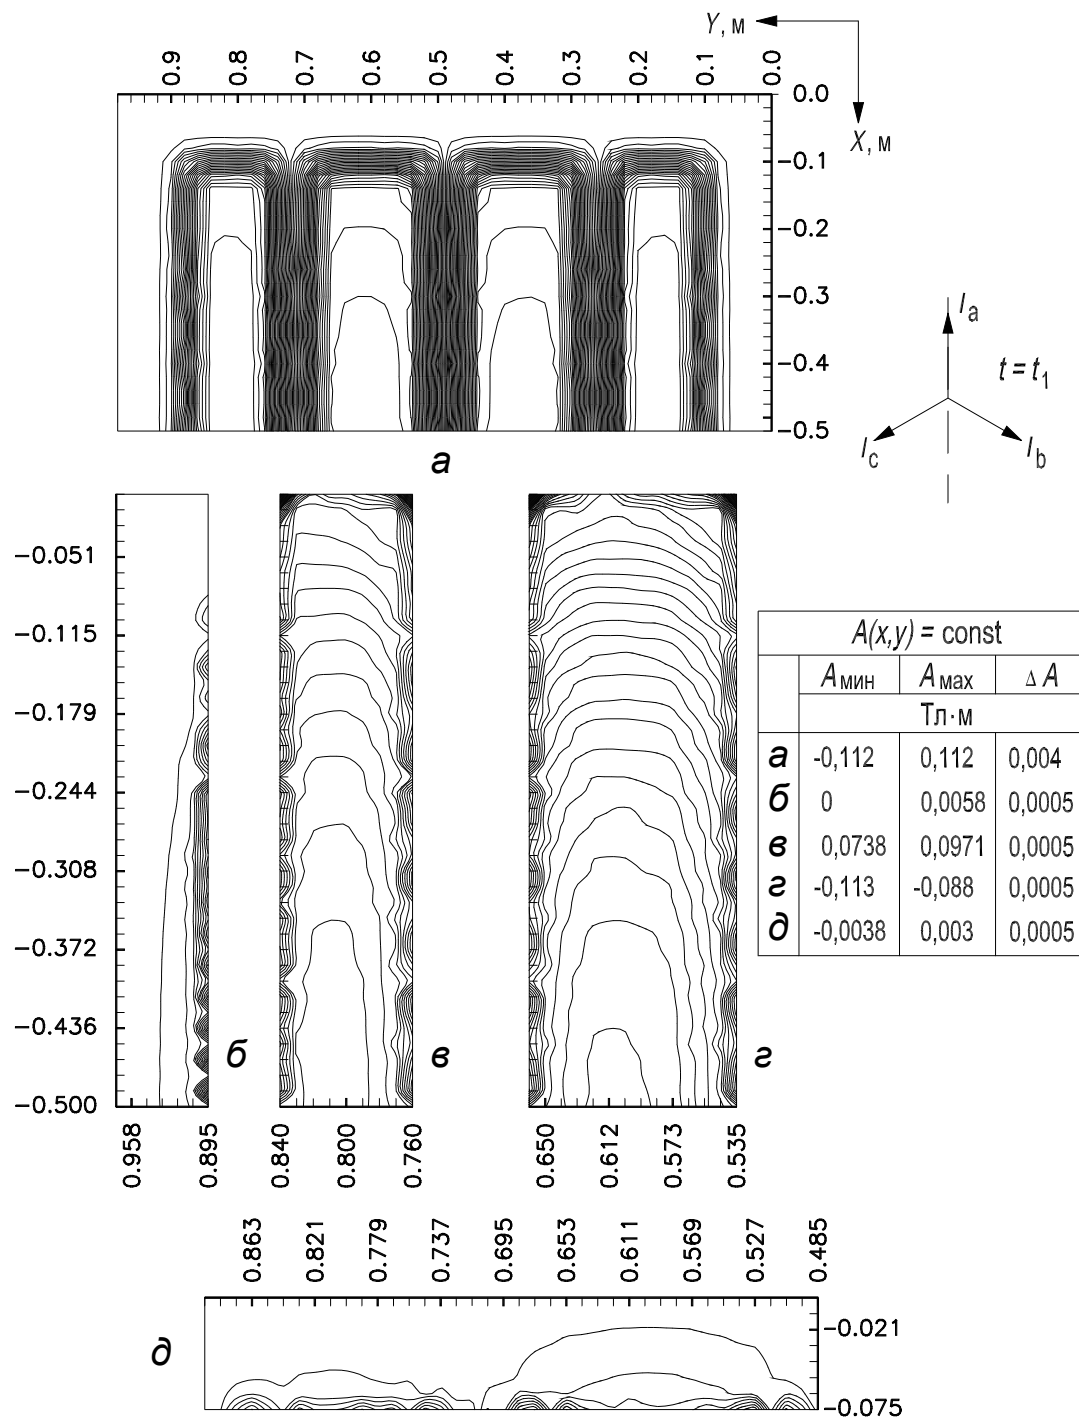 Y, м
0.9 0.8 0.7 0.6 0.5 0.4 0.3 0.2 0.1 0.0
0.0
X, м
-0.1
-0.2
-0.3
-0.4
-0.5
а
Ia
t = t1
Ic
Ib
-0.051
-0.115
-0.179
-0.244
-0.308
-0.372
-0.436
-0.500
б
в
г
0.958 0.895
0.840 0.800 0.760
0.650 0.612 0.573 0.535
A(x,y) = const
Aмин Aмах Δ A
Тл·м
а -0,112 0,112 0,004
б 0 0,0058 0,0005
в 0,0738 0,0971 0,0005
г -0,113 -0,088 0,0005
д -0,0038 0,003 0,0005
0.863 0.821 0.779 0.737 0.695 0.653 0.611 0.569 0.527 0.485
-0.021
д
-0.075